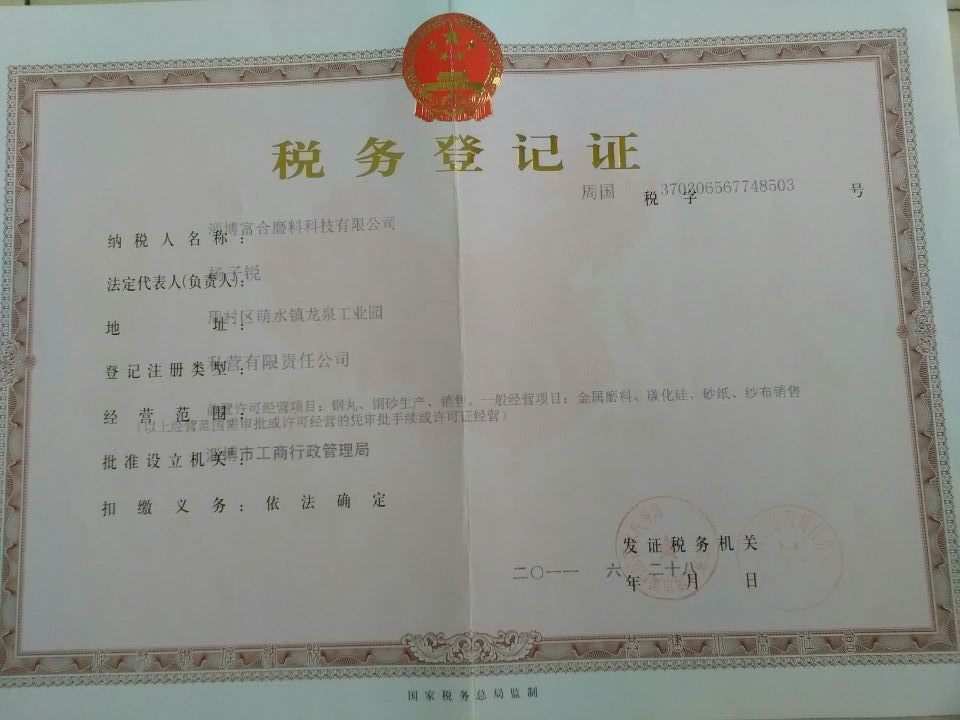 税务登记证
周国 税字 370306567748503 号
纳税人名称: 淄博富合磨料科技有限公司
法定代表人(负责人): 杨子锐
地址: 周村区萌水镇龙泉工业园
登记注册类型: 私营有限责任公司
经营范围: 前置许可经营项目:钢丸、钢砂生产、销售。一般经营项目:金属磨料、碳化硅、砂纸、纱布销售
(以上经营范围需审批或许可经营的凭审批手续或许可证经营)
批准设立机关: 淄博市工商行政管理局
扣缴义务: 依法确定
发证税务机关
二〇一一年六月二十八日
国家税务总局监制